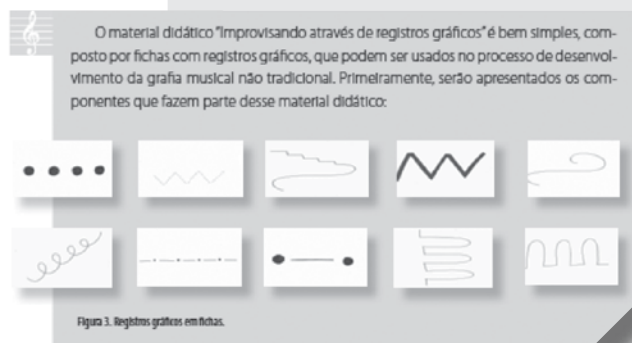 O material didático “Improvisando através de registros gráficos” é bem simples, com-
posto por fichas com registros gráficos, que podem ser usados no processo de desenvol-
vimento da grafia musical não tradicional. Primeiramente, serão apresentados os com-
ponentes que fazem parte desse material didático:
Figura 3. Registros gráficos em fichas.